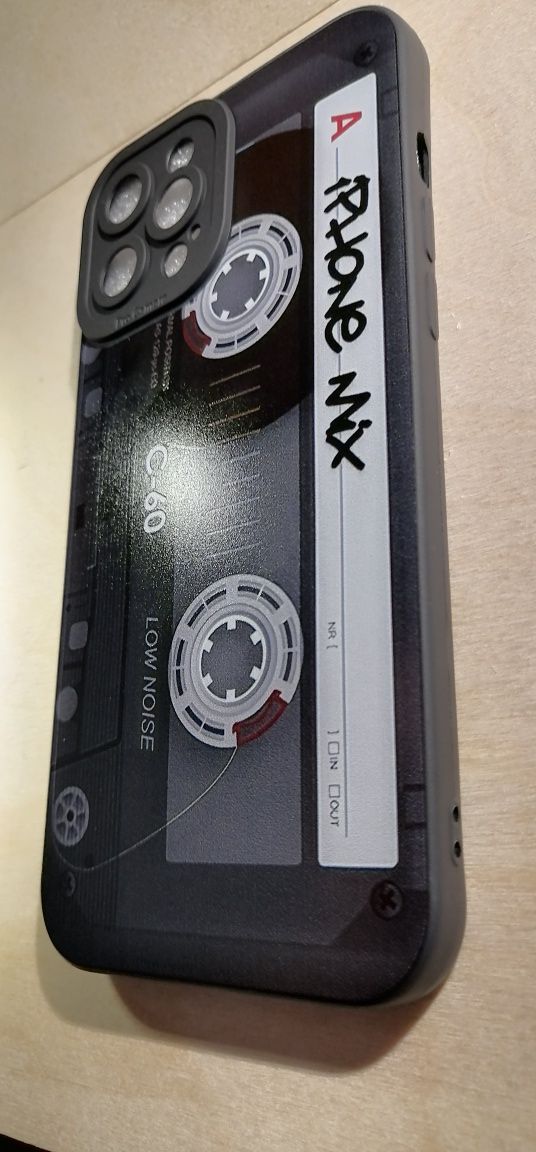 A
iPHONE MIX
NR [ ] IN OUT
C-60
LOW NOISE